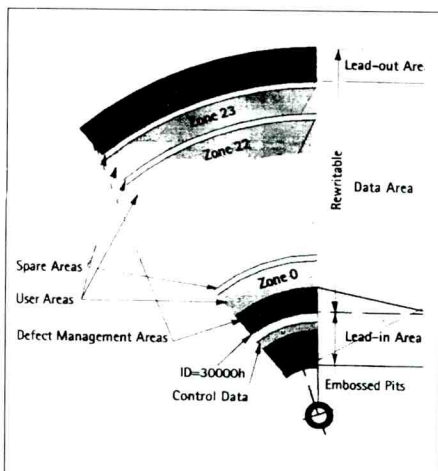 Lead-out Are
Zone 23
Zone 22
Rewritable
Data Area
Spare Areas
Zone 0
User Areas
Defect Management Areas
Lead-in Area
ID=30000h
Embossed Pits
Control Data